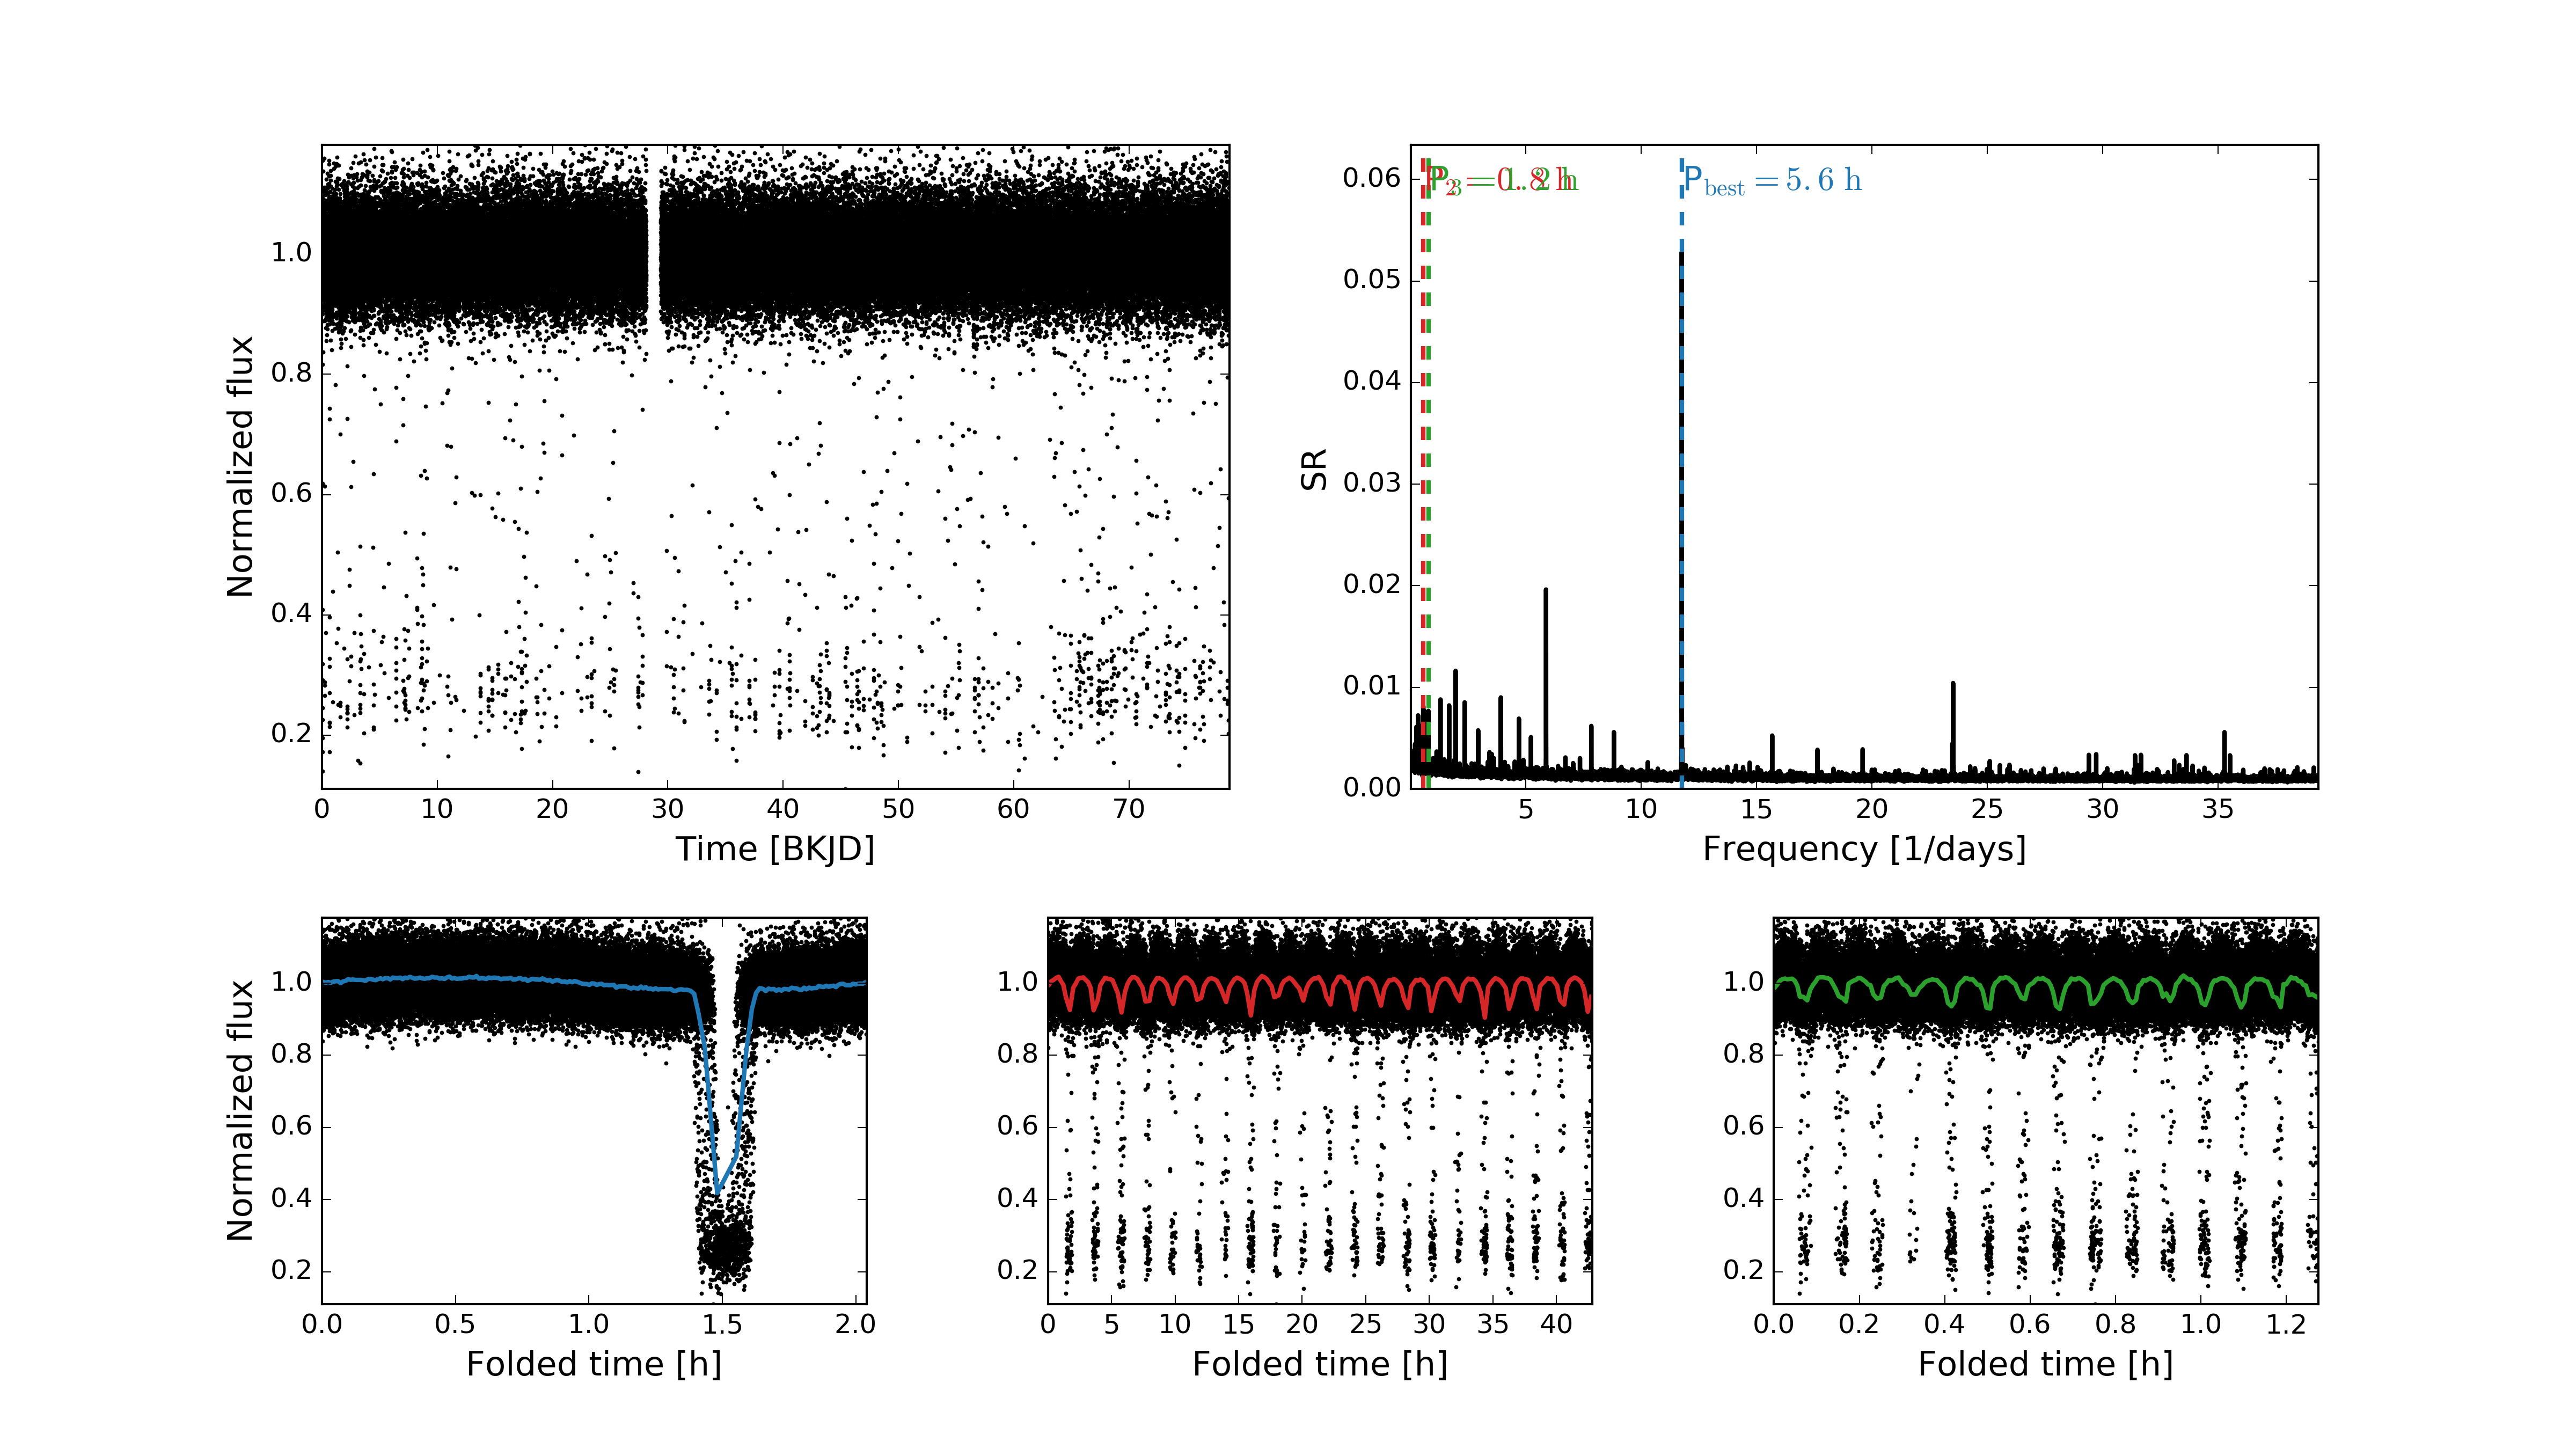 Normalized flux
1.0
0.8
0.6
0.4
0.2
0 10 20 30 40 50 60 70
Time [BKJD]
SR
0.06
0.05
0.04
0.03
0.02
0.01
0.00
P_best = 5.6 h
5 10 15 20 25 30 35
Frequency [1/days]
Normalized flux
1.0
0.8
0.6
0.4
0.2
0.0 0.5 1.0 1.5 2.0
Folded time [h]
1.0
0.8
0.6
0.4
0.2
0 5 10 15 20 25 30 35 40
Folded time [h]
1.0
0.8
0.6
0.4
0.2
0.0 0.2 0.4 0.6 0.8 1.0 1.2
Folded time [h]